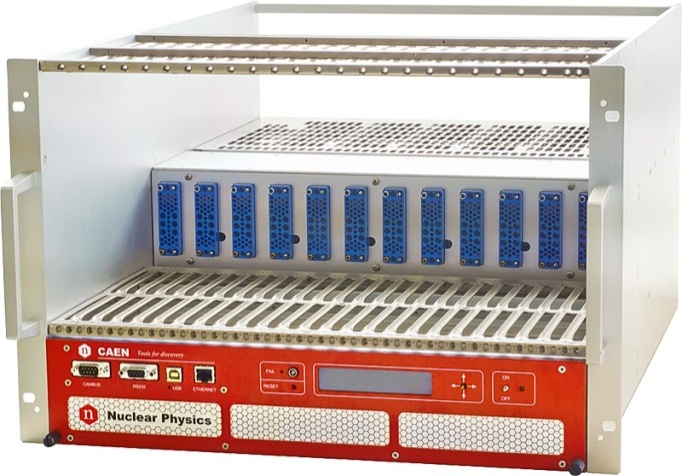 n CAEN Tools for discovery
CANBUS RS232 USB ETHERNET
FAIL
RESET
ON
OFF
n Nuclear Physics